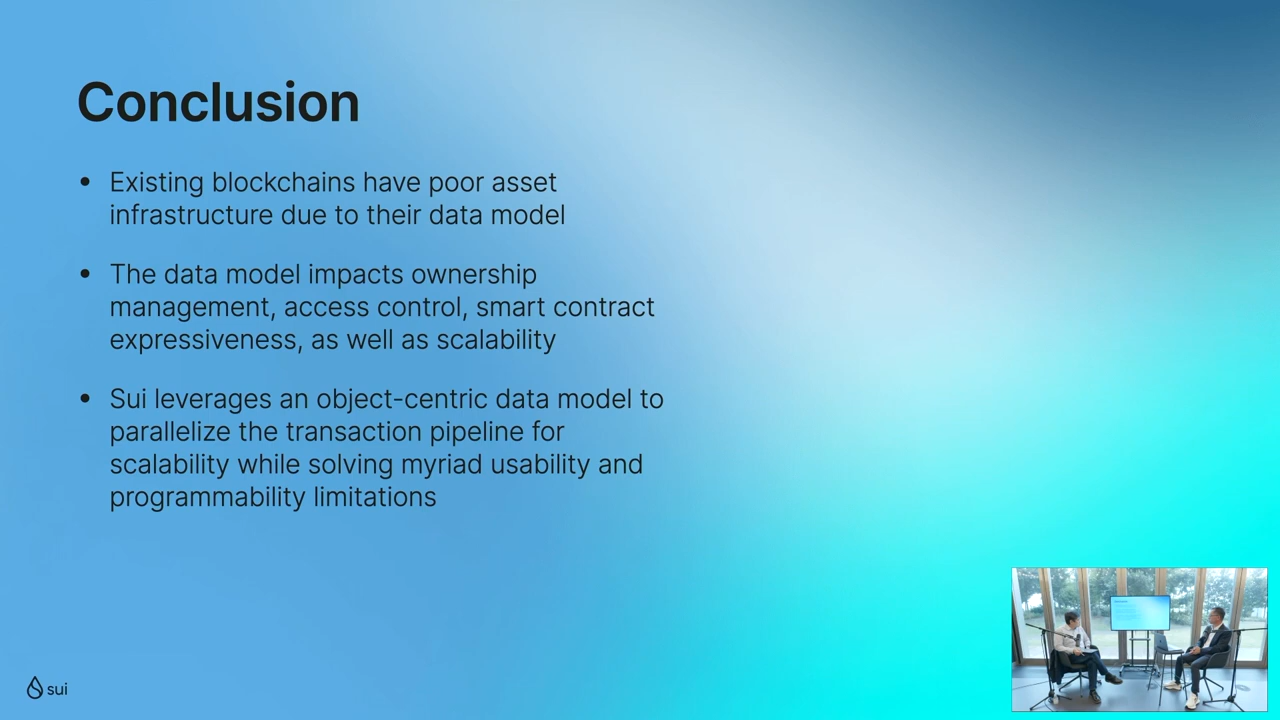 Conclusion
• Existing blockchains have poor asset
infrastructure due to their data model
• The data model impacts ownership
management, access control, smart contract
expressiveness, as well as scalability
• Sui leverages an object-centric data model to
parallelize the transaction pipeline for
scalability while solving myriad usability and
programmability limitations
sui